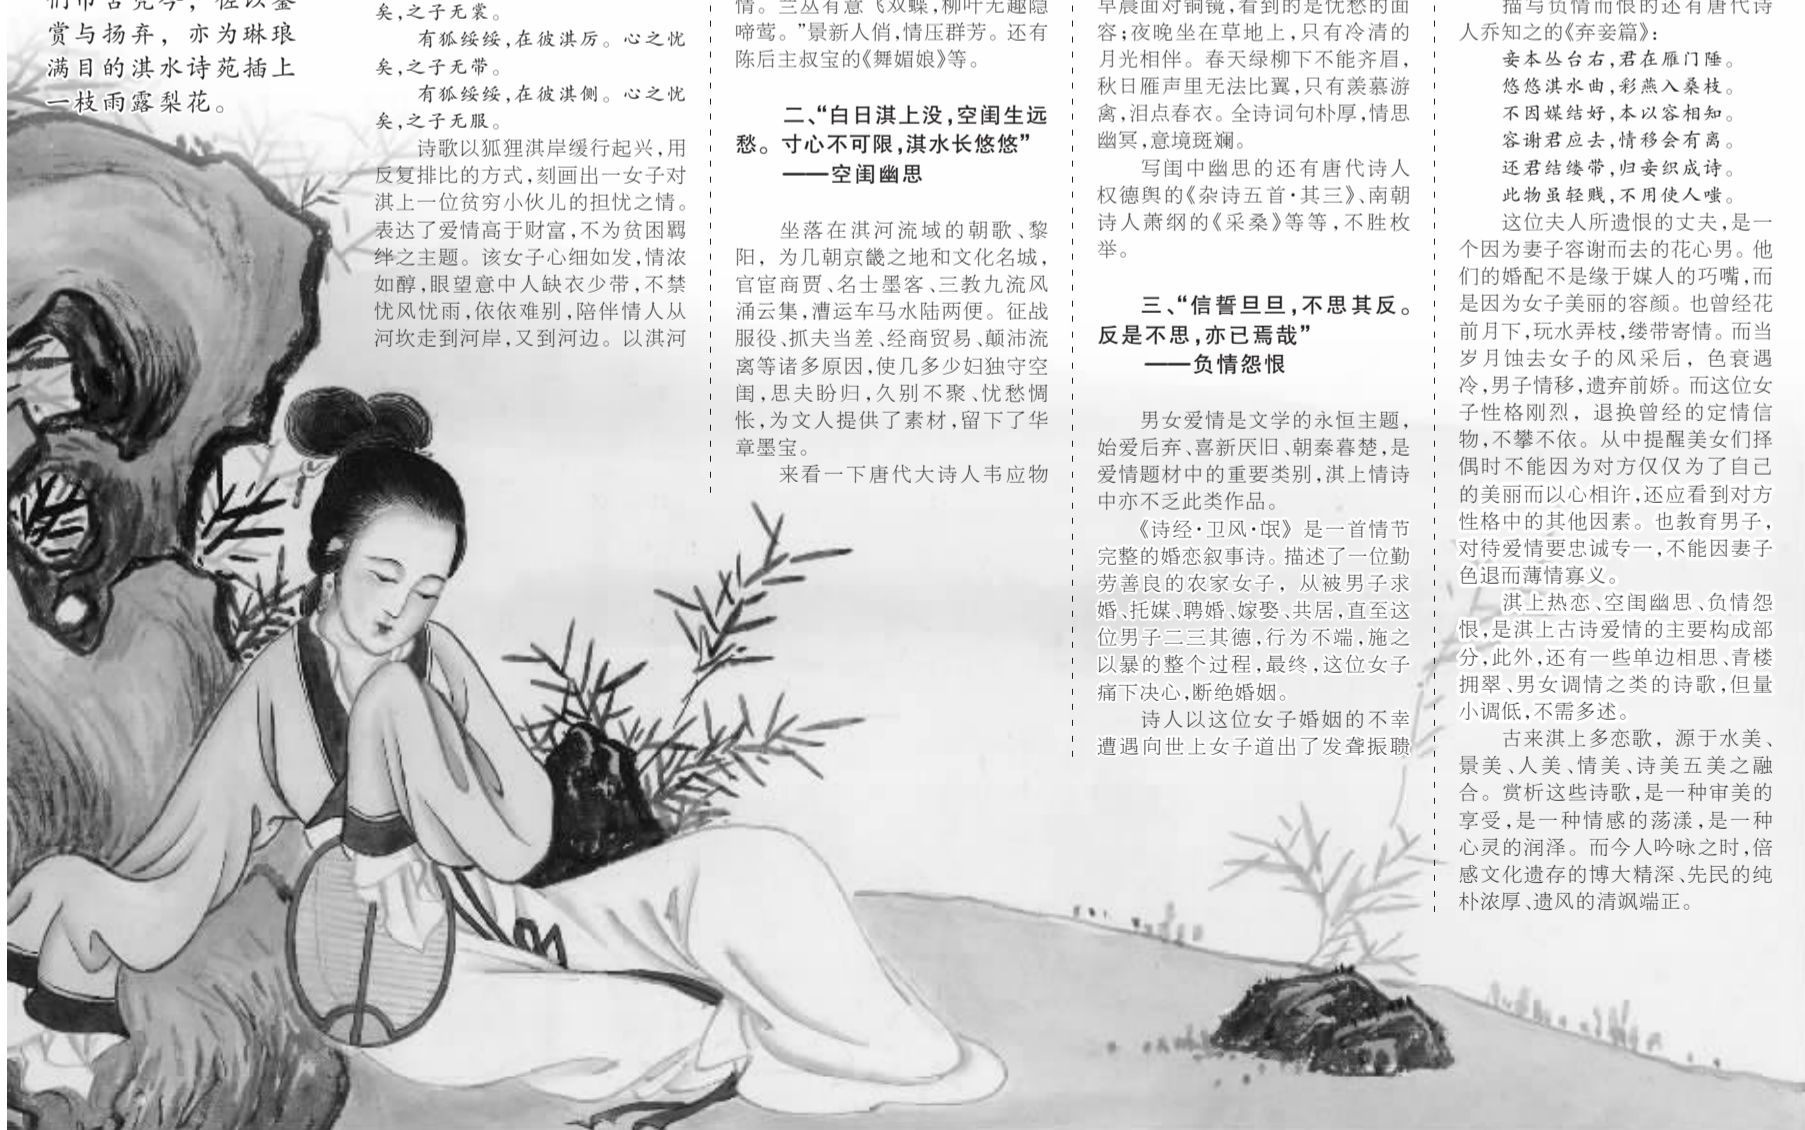 们吊古凭今，佐以鉴
赏与扬弃，亦为琳琅
满目的淇水诗苑插上
一枝雨露梨花。
矣，之子无裳。
有狐绥绥，在彼淇厉。心之忧
矣，之子无带。
有狐绥绥，在彼淇侧。心之忧
矣，之子无服。
诗歌以狐狸淇岸缓行起兴，用
反复排比的方式，刻画出一女子对
淇上一位贫穷小伙儿的担忧之情。
表达了爱情高于财富，不为贫困羁
绊之主题。该女子心细如发，情浓
如醇，眼望意中人缺衣少带，不禁
忧风忧雨，依依难别，陪伴情人从
河坎走到河岸，又到河边。以淇河
情。兰丛有意飞双蝶，柳叶无趣隐
啼莺。”景新人俏，情压群芳。还有
陈后主叔宝的《舞媚娘》等。
二、“白日淇上没，空闺生远
愁。寸心不可限，淇水长悠悠”
——空闺幽思
坐落在淇河流域的朝歌、黎
阳，为几朝京畿之地和文化名城，
官宦商贾、名士墨客、三教九流风
涌云集，漕运车马水陆两便。征战
服役、抓夫当差、经商贸易、颠沛流
离等诸多原因，使几多少妇独守空
闺，思夫盼归，久别不聚、忧愁惆
怅，为文人提供了素材，留下了华
章墨宝。
来看一下唐代大诗人韦应物
早晨面对铜镜，看到的是忧愁的面
容；夜晚坐在草地上，只有冷清的
月光相伴。春天绿柳下不能齐眉，
秋日雁声里无法比翼，只有羡慕游
禽，泪点春衣。全诗词句朴厚，情思
幽冥，意境斑斓。
写闺中幽思的还有唐代诗人
权德舆的《杂诗五首·其三》、南朝
诗人萧纲的《采桑》等等，不胜枚
举。
三、“信誓旦旦，不思其反。
反是不思，亦已焉哉”
——负情怨恨
男女爱情是文学的永恒主题，
始爱后弃、喜新厌旧、朝秦暮楚，是
爱情题材中的重要类别，淇上情诗
中亦不乏此类作品。
《诗经·卫风·氓》是一首情节
完整的婚恋叙事诗。描述了一位勤
劳善良的农家女子，从被男子求
婚、托媒、聘婚、嫁娶、共居，直至这
位男子二三其德，行为不端，施之
以暴的整个过程，最终，这位女子
痛下决心，断绝婚姻。
诗人以这位女子婚姻的不幸
遭遇向世上女子道出了发聋振聩
描写负情而恨的还有唐代诗
人乔知之的《弃妾篇》：
妾本丛台右，君在雁门陲。
悠悠淇水曲，彩燕入桑枝。
不因媒结好，本以容相知。
容谢君应去，情移会有离。
还君结缕带，归妾织成诗。
此物虽轻贱，不用使人嗤。
这位夫人所遗恨的丈夫，是一
个因为妻子容谢而去的花心男。他
们的婚配不是缘于媒人的巧嘴，而
是因为女子美丽的容颜。也曾经花
前月下，玩水弄枝，缕带寄情。而当
岁月蚀去女子的风采后，色衰遇
冷，男子情移，遗弃前娇。而这位女
子性格刚烈，退换曾经的定情信
物，不攀不依。从中提醒美女们择
偶时不能因为对方仅仅为了自己
的美丽而以心相许，还应看到对方
性格中的其他因素。也教育男子，
对待爱情要忠诚专一，不能因妻子
色退而薄情寡义。
淇上热恋、空闺幽思、负情怨
恨，是淇上古诗爱情的主要构成部
分，此外，还有一些单边相思、青楼
拥翠、男女调情之类的诗歌，但量
小调低，不需多述。
古来淇上多恋歌，源于水美、
景美、人美、情美、诗美五美之融
合。赏析这些诗歌，是一种审美的
享受，是一种情感的荡漾，是一种
心灵的润泽。而今人吟咏之时，倍
感文化遗存的博大精深、先民的纯
朴浓厚、遗风的清飒端正。